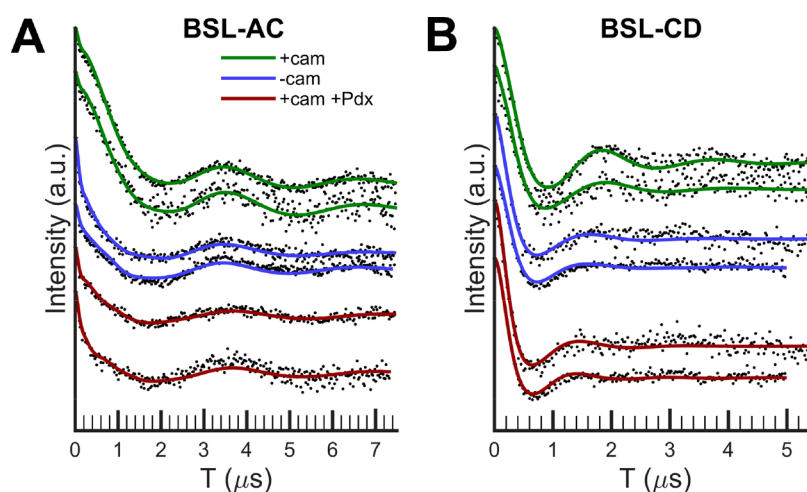 A
BSL-AC
+cam
-cam
+cam +Pdx
Intensity (a.u.)
0 1 2 3 4 5 6 7
T (μs)
B
BSL-CD
Intensity (a.u.)
0 1 2 3 4 5
T (μs)